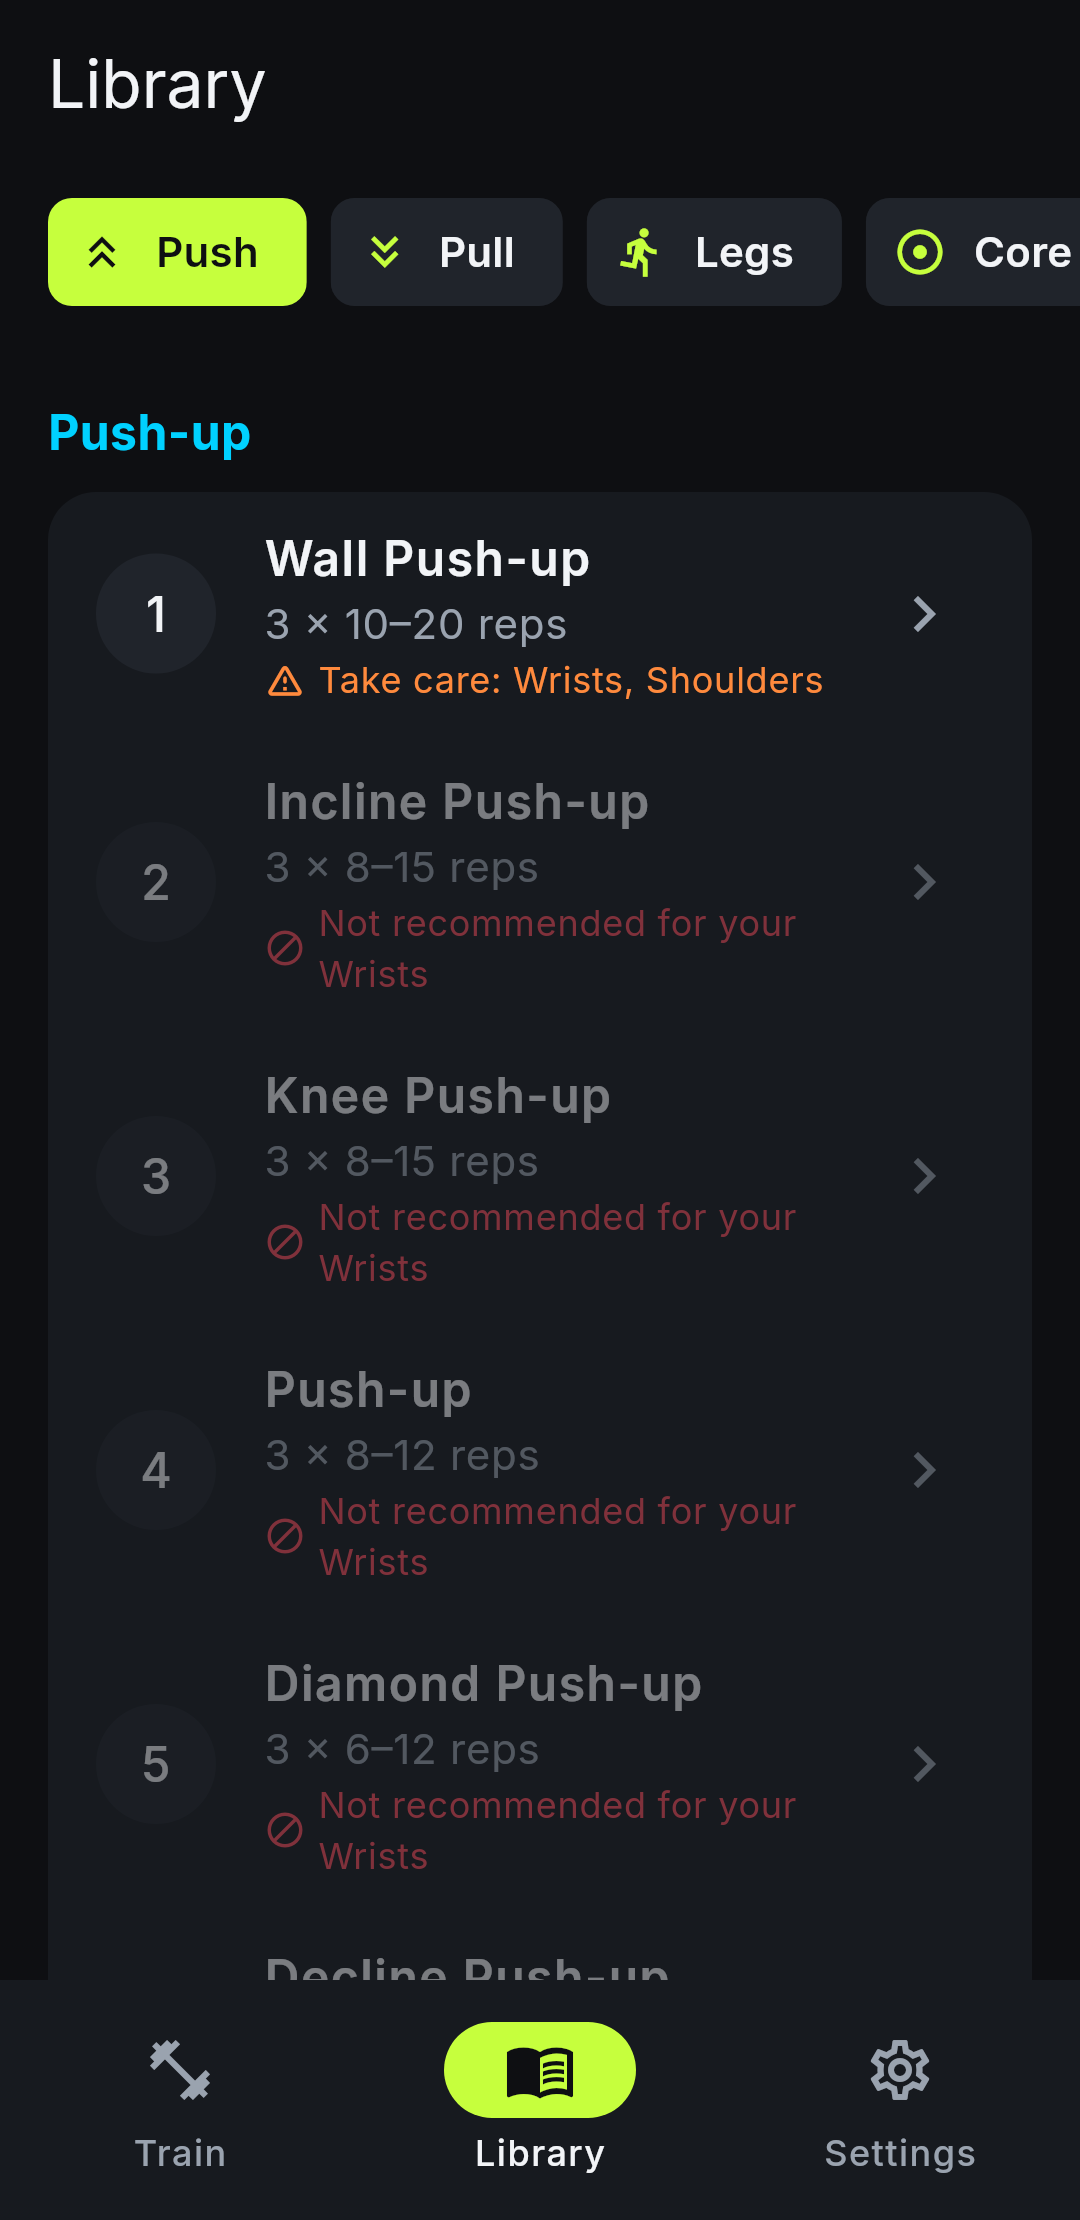 Library
Push
Pull
Legs
Core
Push-up
1
Wall Push-up
3 × 10–20 reps
Take care: Wrists, Shoulders
2
Incline Push-up
3 × 8–15 reps
Not recommended for your
Wrists
3
Knee Push-up
3 × 8–15 reps
Not recommended for your
Wrists
4
Push-up
3 × 8–12 reps
Not recommended for your
Wrists
5
Diamond Push-up
3 × 6–12 reps
Not recommended for your
Wrists
Decline Push-up
Train
Library
Settings